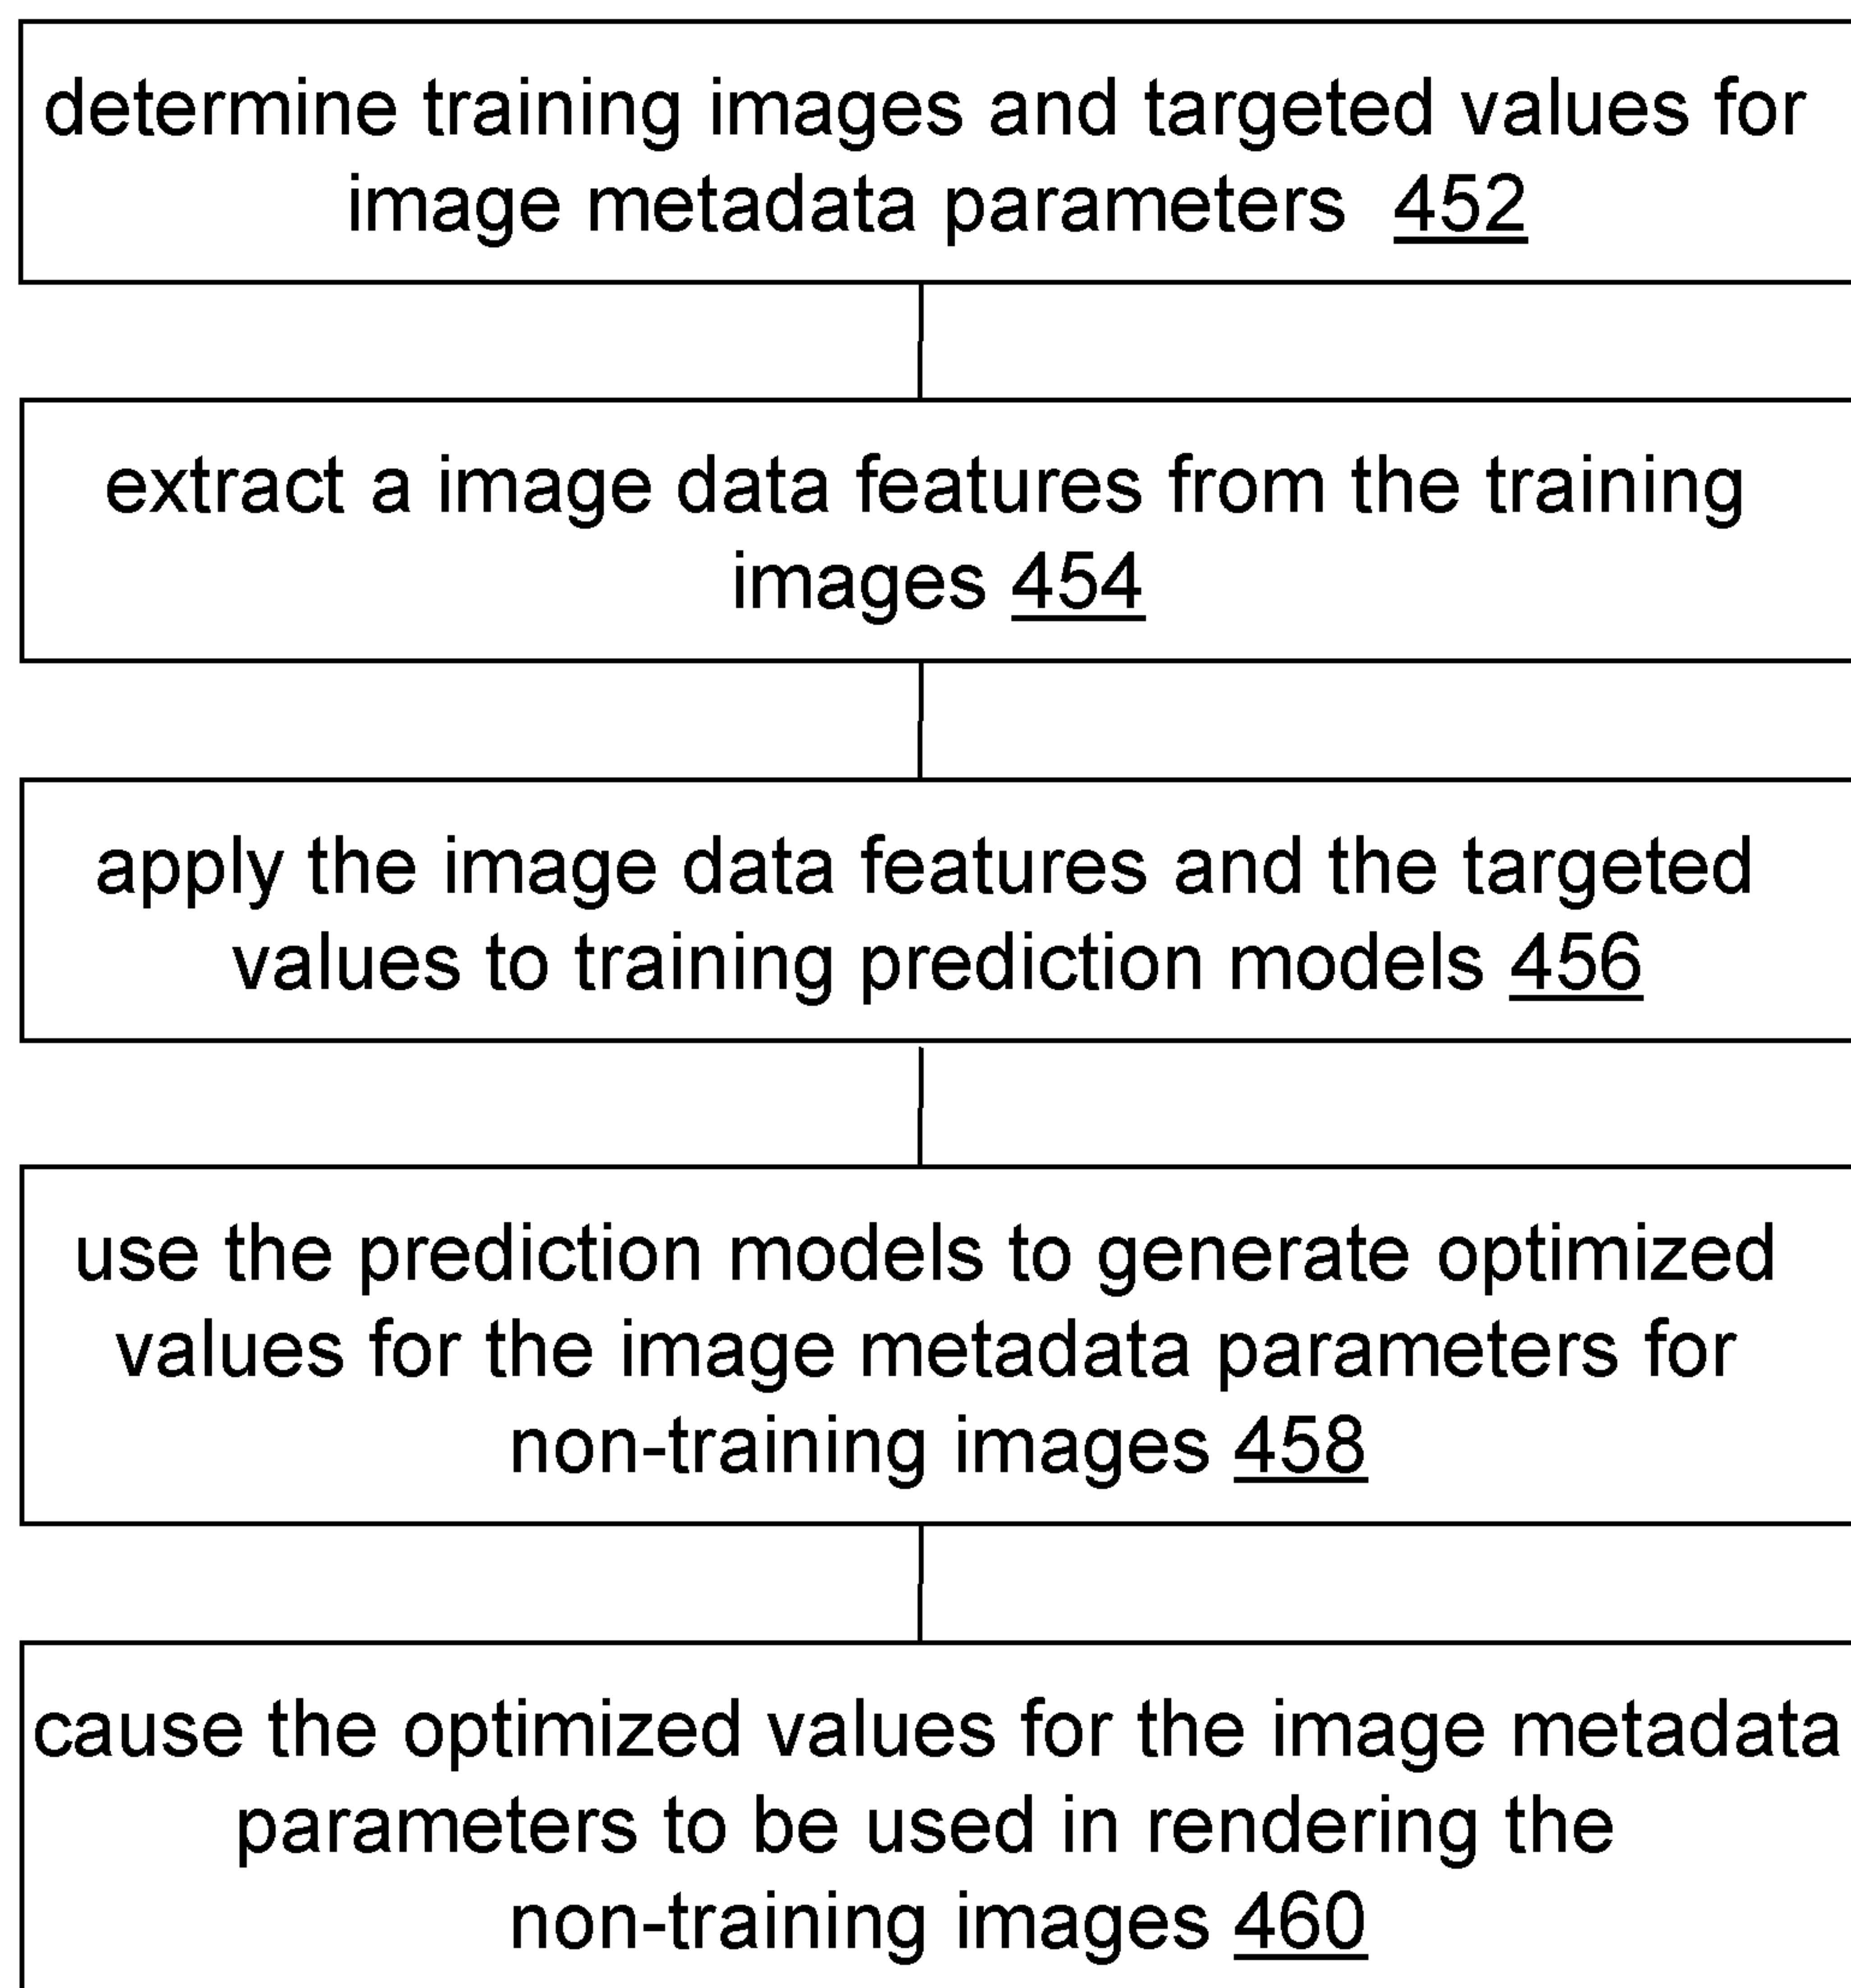 determine training images and targeted values for
image metadata parameters 452
extract a image data features from the training
images 454
apply the image data features and the targeted
values to training prediction models 456
use the prediction models to generate optimized
values for the image metadata parameters for
non-training images 458
cause the optimized values for the image metadata
parameters to be used in rendering the
non-training images 460